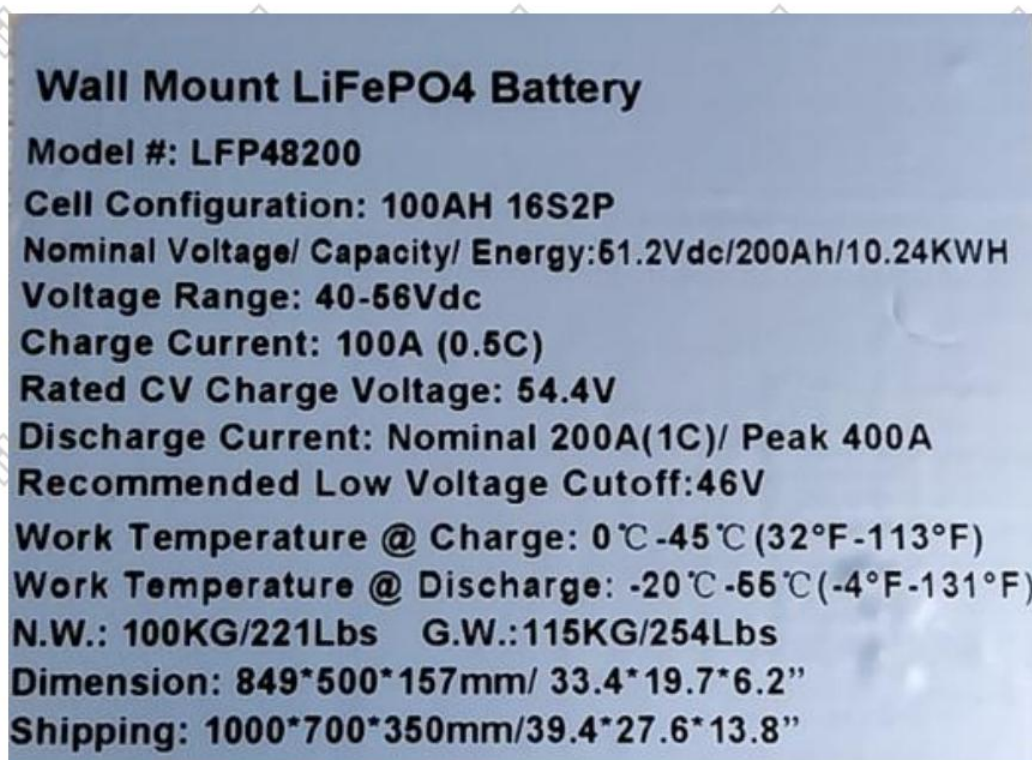 Wall Mount LiFePO4 Battery
Model #: LFP48200
Cell Configuration: 100AH 16S2P
Nominal Voltage/ Capacity/ Energy:51.2Vdc/200Ah/10.24KWH
Voltage Range: 40-56Vdc
Charge Current: 100A (0.5C)
Rated CV Charge Voltage: 54.4V
Discharge Current: Nominal 200A(1C)/ Peak 400A
Recommended Low Voltage Cutoff:46V
Work Temperature @ Charge: 0℃-45℃(32°F-113°F)
Work Temperature @ Discharge: -20℃-55℃(-4°F-131°F)
N.W.: 100KG/221Lbs G.W.:115KG/254Lbs
Dimension: 849*500*157mm/ 33.4*19.7*6.2”
Shipping: 1000*700*350mm/39.4*27.6*13.8”